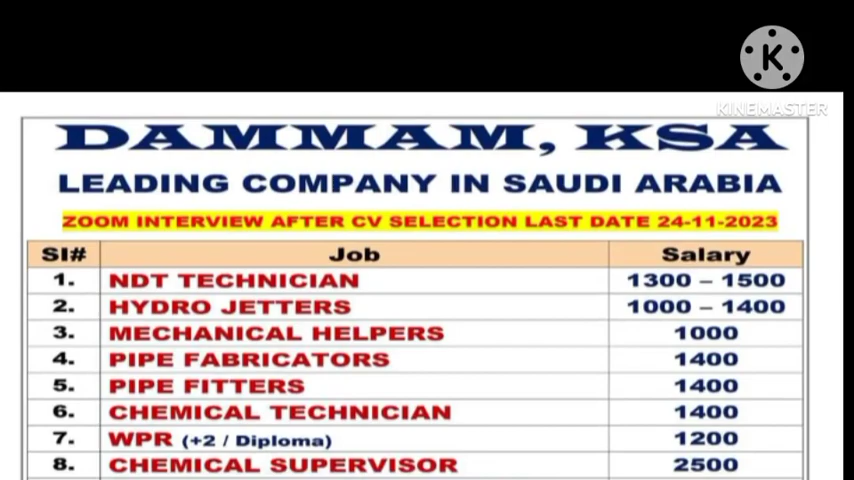 K
KINEMASTER
DAMMAM, KSA
LEADING COMPANY IN SAUDI ARABIA
ZOOM INTERVIEW AFTER CV SELECTION LAST DATE 24-11-2023
SI# Job Salary
1. NDT TECHNICIAN 1300 – 1500
2. HYDRO JETTERS 1000 – 1400
3. MECHANICAL HELPERS 1000
4. PIPE FABRICATORS 1400
5. PIPE FITTERS 1400
6. CHEMICAL TECHNICIAN 1400
7. WPR (+2 / Diploma) 1200
8. CHEMICAL SUPERVISOR 2500